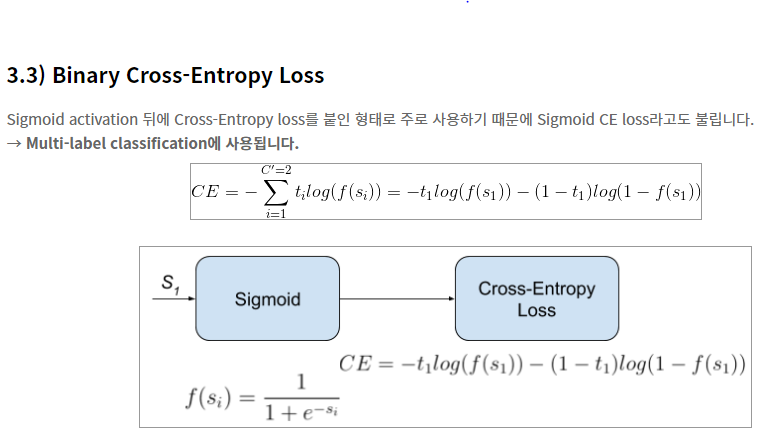 3.3) Binary Cross-Entropy Loss
Sigmoid activation 뒤에 Cross-Entropy loss를 붙인 형태로 주로 사용하기 때문에 Sigmoid CE loss라고도 불립니다.
→ Multi-label classification에 사용됩니다.
CE = −∑_{i=1}^{C′=2} t_i log(f(s_i)) = −t_1 log(f(s_1)) − (1 − t_1)log(1 − f(s_1))
S_1
Sigmoid
Cross-Entropy
Loss
CE = −t_1 log(f(s_1)) − (1 − t_1)log(1 − f(s_1))
f(s_i) = \frac{1}{1 + e^{−s_i}}